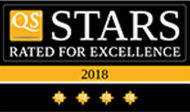 QS STARS
RATED FOR EXCELLENCE
2018